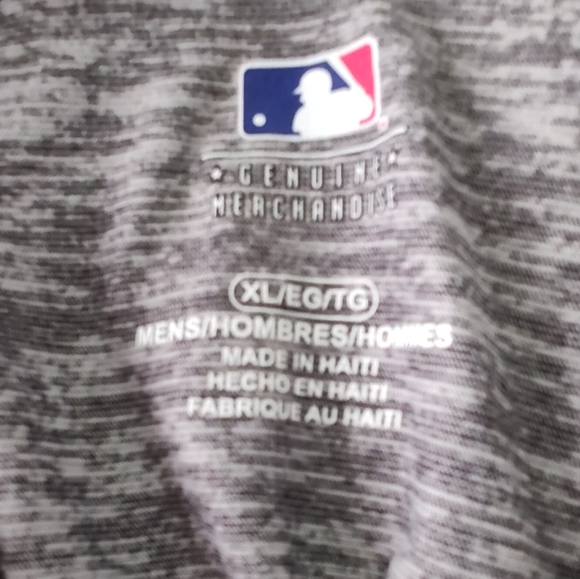 GENUINE
MERCHANDISE
XL/EG/TG
MENS/HOMBRES/HOMMES
MADE IN HAITI
HECHO EN HAITI
FABRIQUE AU HAITI